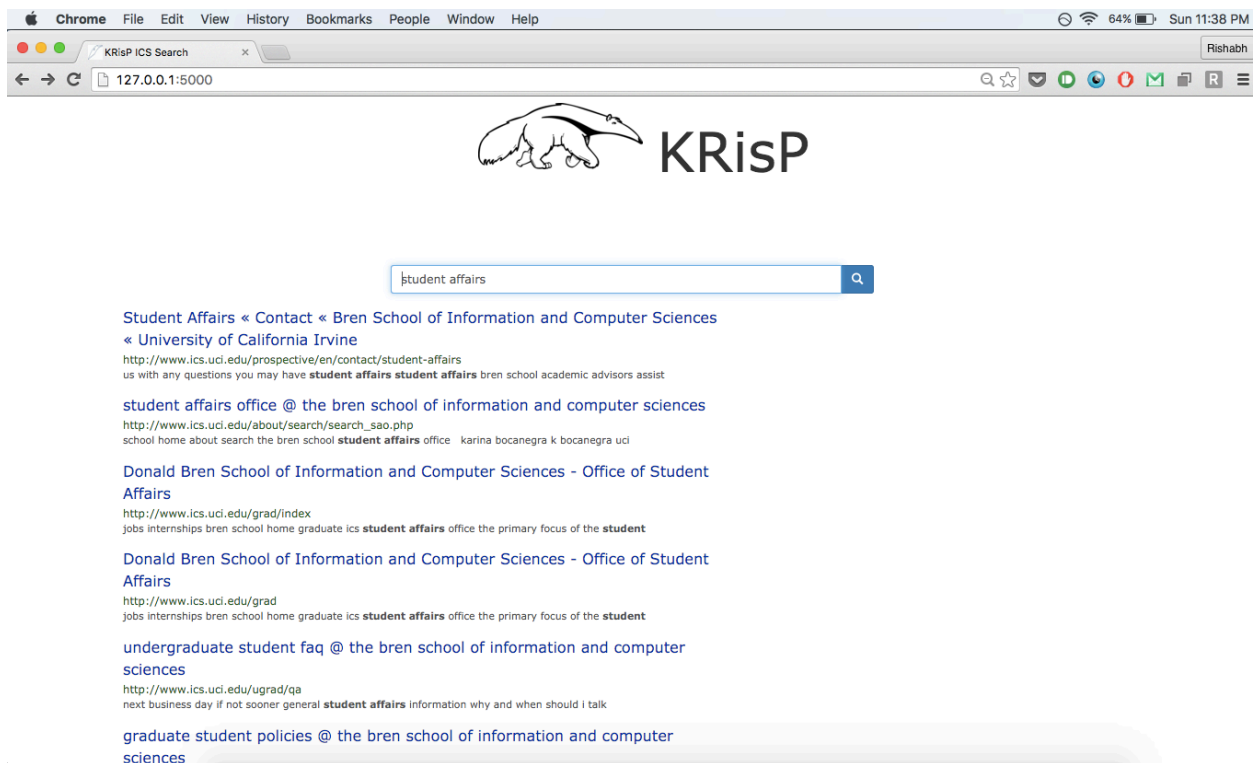 Chrome File Edit View History Bookmarks People Window Help 64% Sun 11:38 PM
KRisP ICS Search Rishabh
127.0.0.1:5000
KRisP
student affairs
Student Affairs « Contact « Bren School of Information and Computer Sciences
« University of California Irvine
http://www.ics.uci.edu/prospective/en/contact/student-affairs
us with any questions you may have student affairs student affairs bren school academic advisors assist
student affairs office @ the bren school of information and computer sciences
http://www.ics.uci.edu/about/search/search_sao.php
school home about search the bren school student affairs office karina bocanegra k bocanegra uci
Donald Bren School of Information and Computer Sciences - Office of Student
Affairs
http://www.ics.uci.edu/grad/index
jobs internships bren school home graduate ics student affairs office the primary focus of the student
Donald Bren School of Information and Computer Sciences - Office of Student
Affairs
http://www.ics.uci.edu/grad
jobs internships bren school home graduate ics student affairs office the primary focus of the student
undergraduate student faq @ the bren school of information and computer
sciences
http://www.ics.uci.edu/ugrad/qa
next business day if not sooner general student affairs information why and when should i talk
graduate student policies @ the bren school of information and computer
sciences